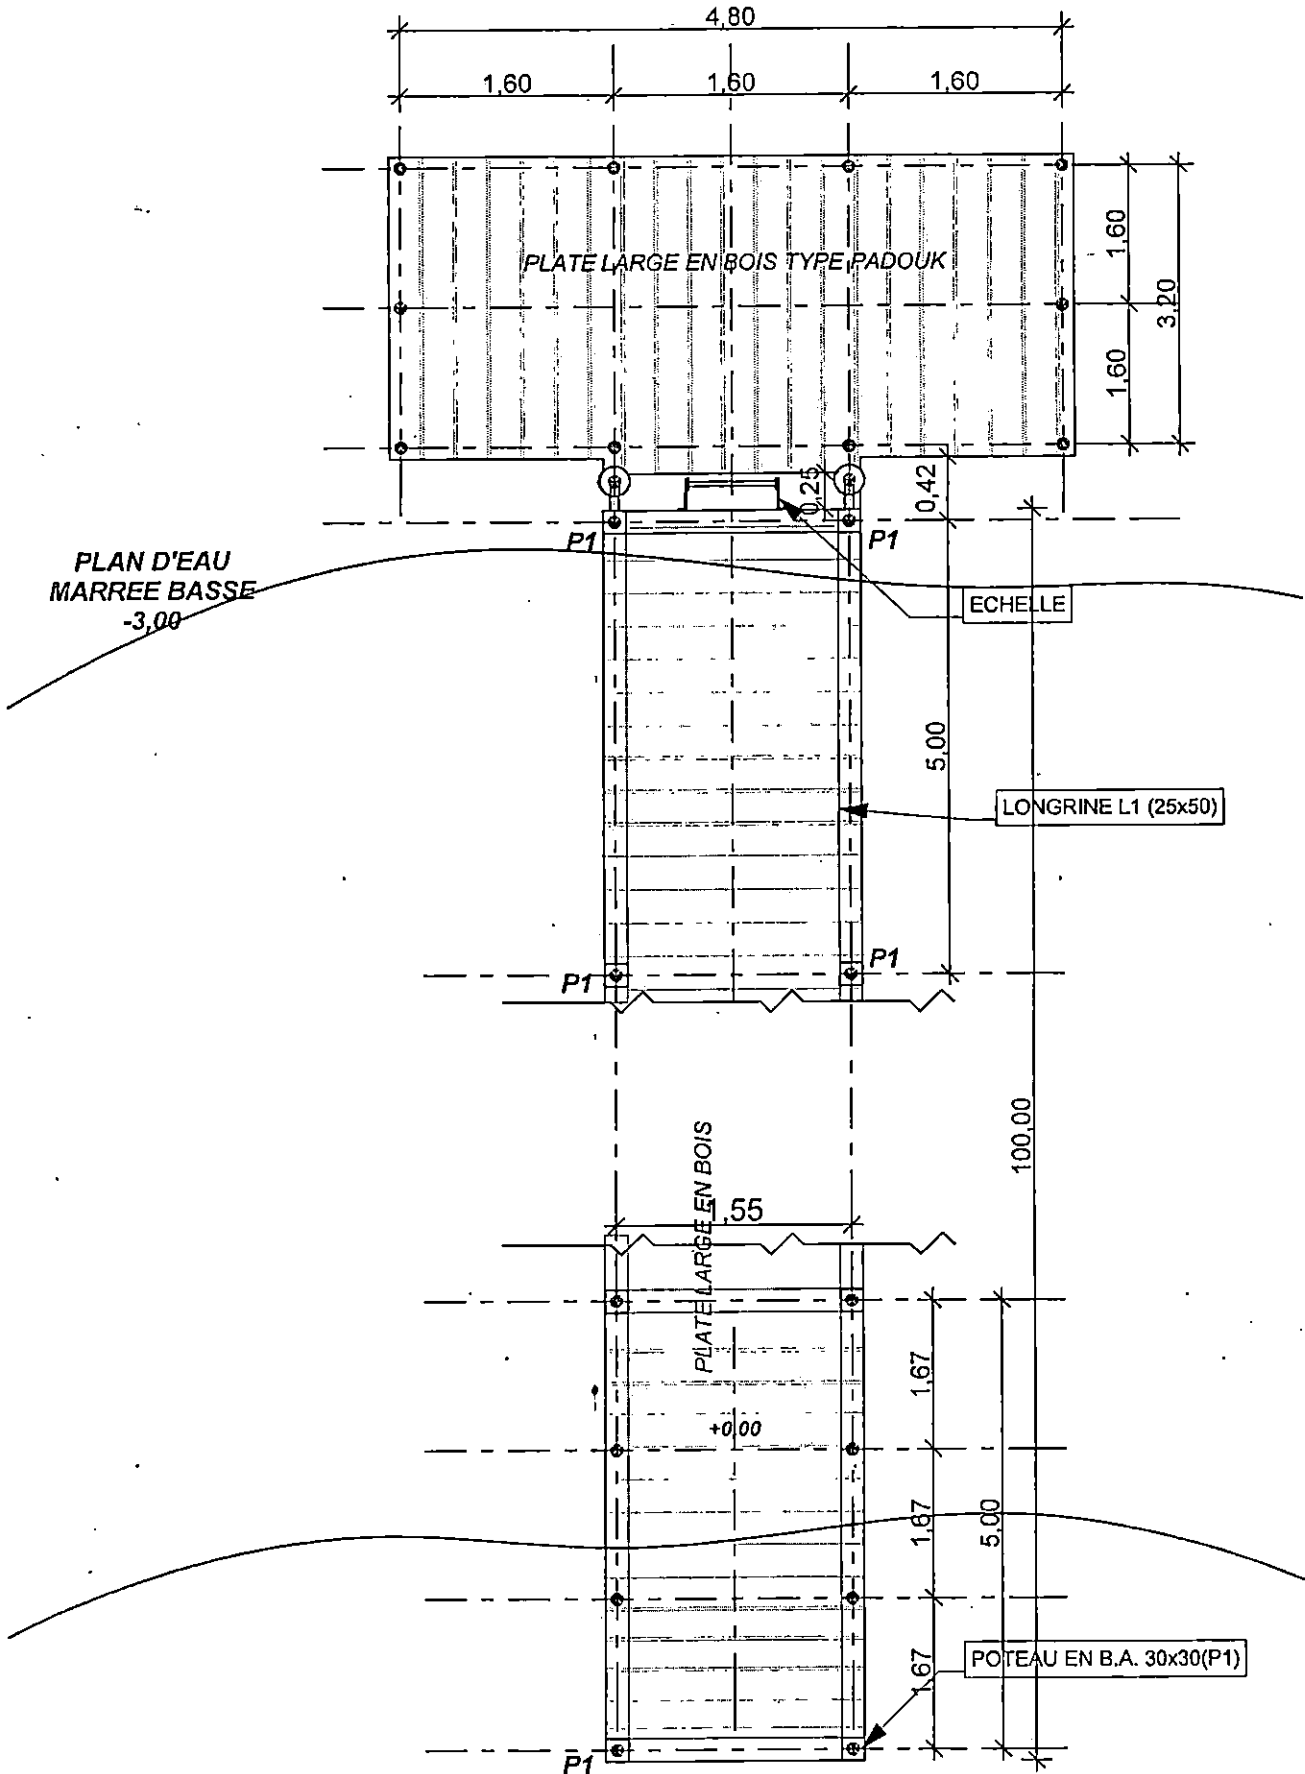 4,80
1,60
1,60
1,60
PLATE LARGE EN BOIS TYPE PADOUK
1,60
3,20
1,60
0,25
0,42
P1
P1
PLAN D'EAU
MARREE BASSE
-3,00
ECHELLE
5,00
LONGRINE L1 (25x50)
P1
P1
100,00
PLATE LARGE EN BOIS
1,55
1,67
+0,00
1,67
5,00
1,67
POTEAU EN B.A. 30x30(P1)
P1